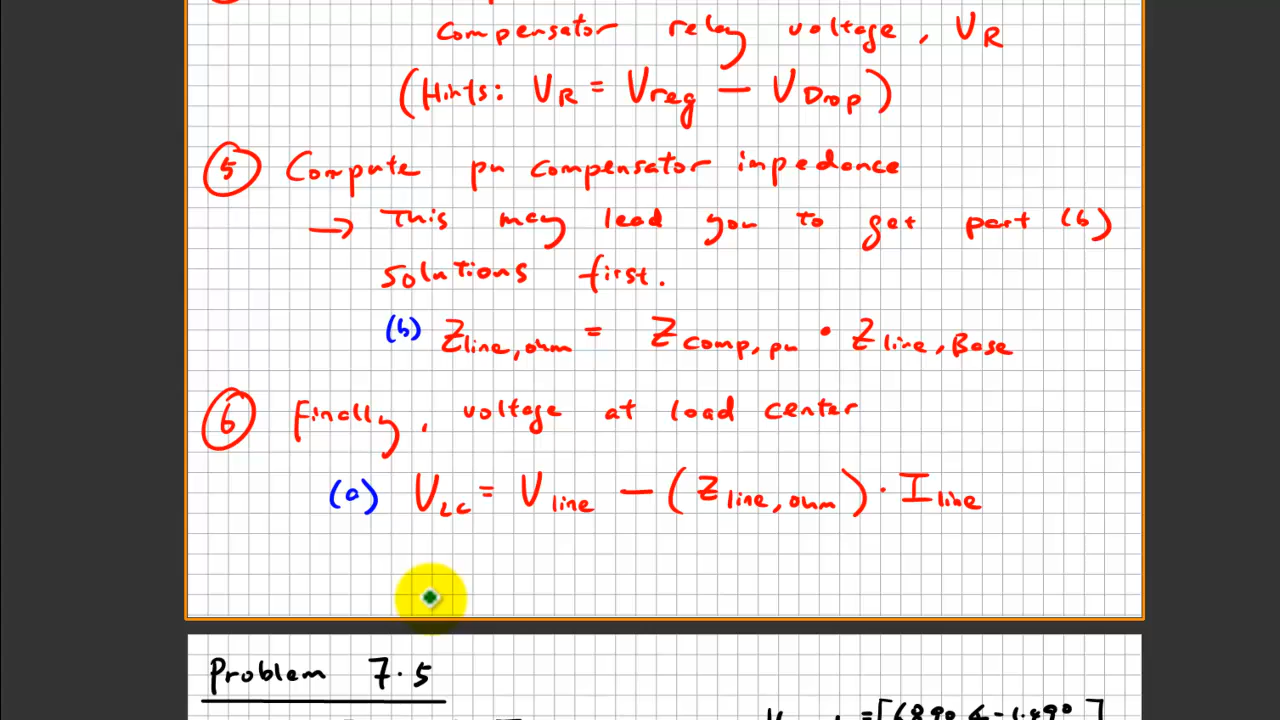 compensator relay voltage, VR
(Hints: VR = Vreg - VDrop)
5 Compute pu compensator impedance
→ This may lead you to get part (b)
solutions first.
(b) Zline,ohm = Zcomp,pu • Zline,Base
6 Finally, voltage at load center
(a) VLC = Vline - (Zline,ohm) · Iline
Problem 7.5